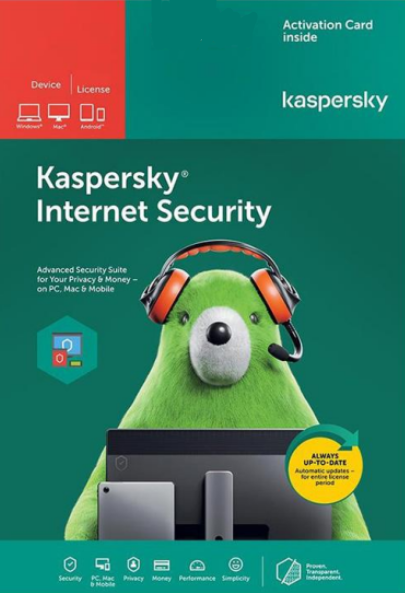 Activation Card
inside
Device
License
Windows®
Mac®
Android™
kaspersky
Kaspersky®
Internet Security
Advanced Security Suite
for Your Privacy & Money –
on PC, Mac & Mobile
ALWAYS
UP-TO-DATE
Automatic updates –
for entire license
period
Security
PC, Mac
& Mobile
Privacy
Money
Performance
Simplicity
Proven.
Transparent.
Independent.